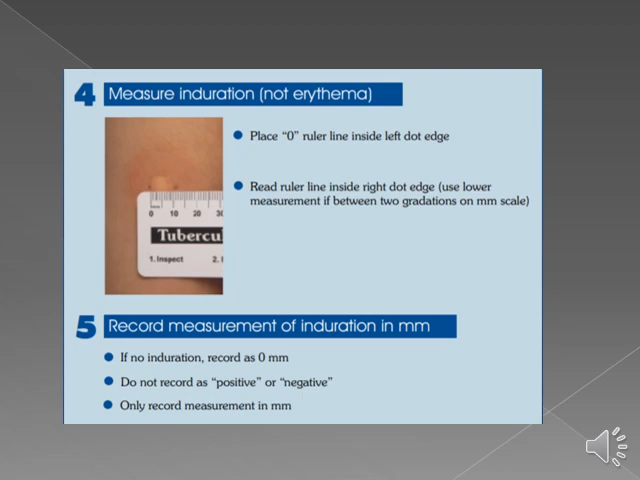 4 Measure induration (not erythema)
Place “0” ruler line inside left dot edge
Read ruler line inside right dot edge (use lower
measurement if between two gradations on mm scale)
0 10 20
Tubercu
1. Inspect 2.
5 Record measurement of induration in mm
If no induration, record as 0 mm
Do not record as “positive” or “negative”
Only record measurement in mm